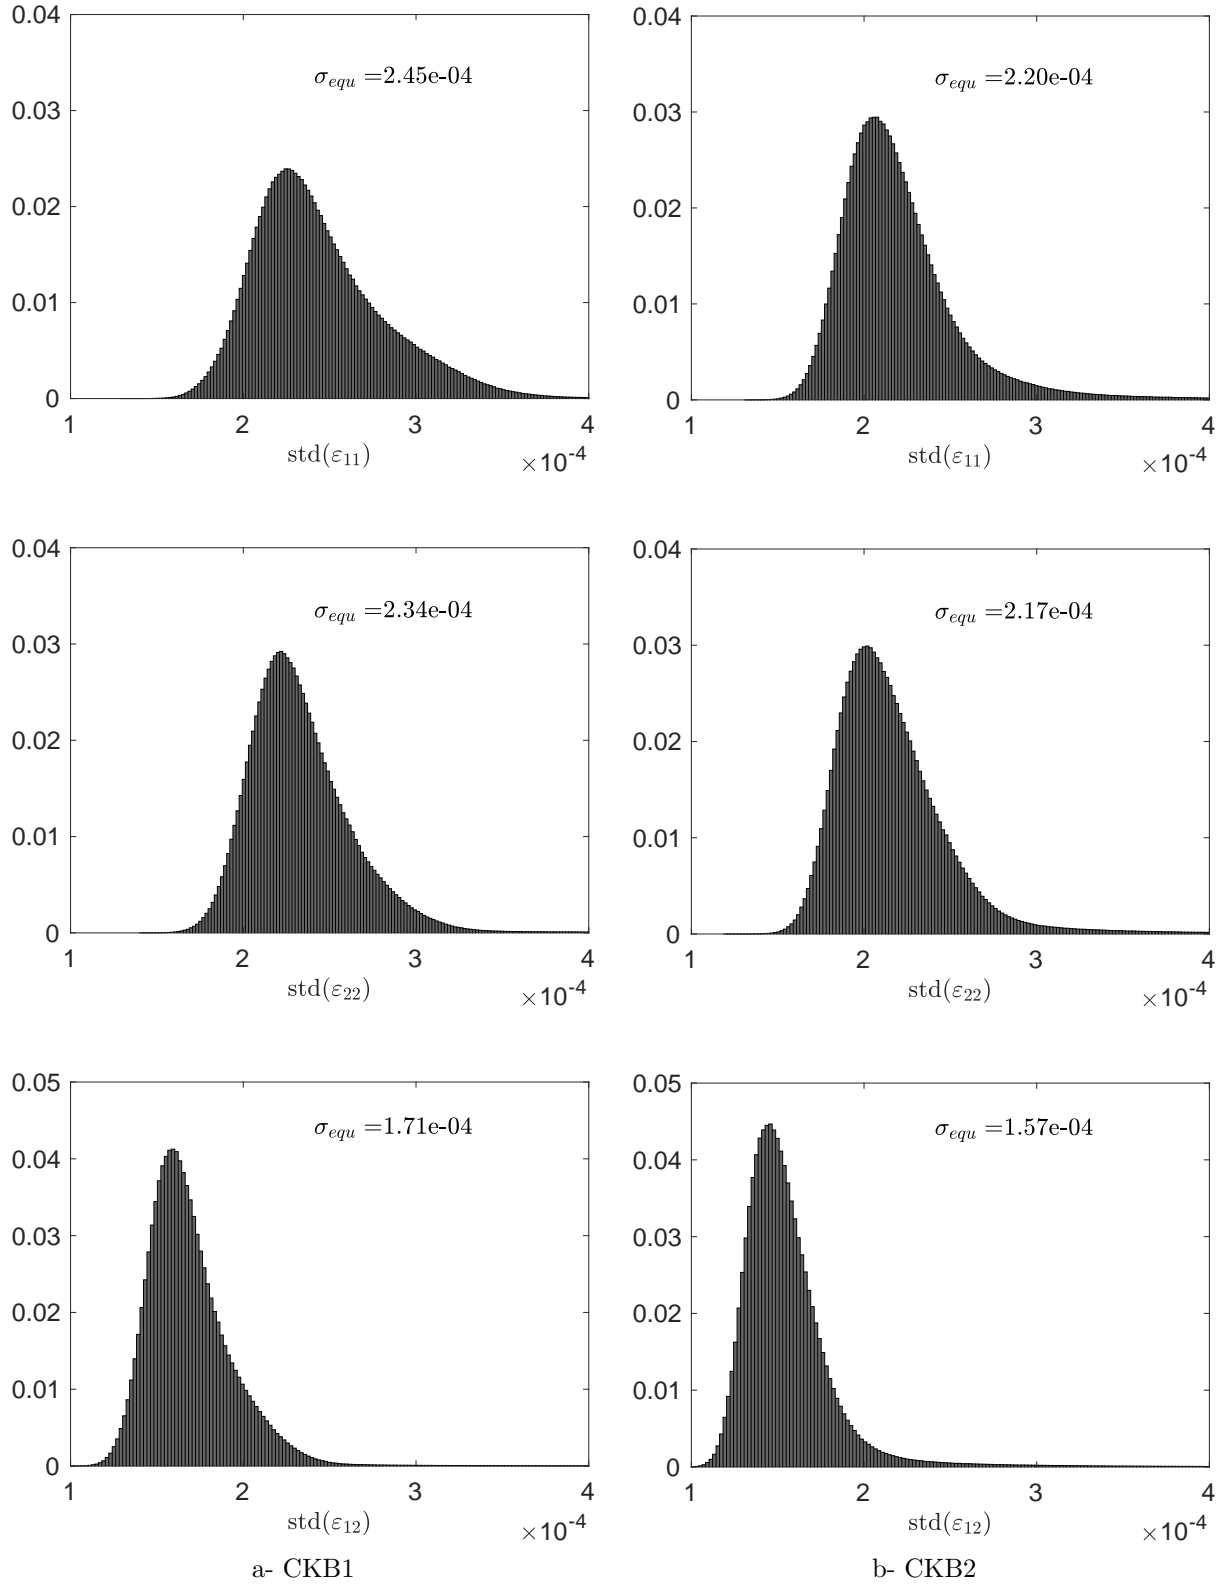 0.04
0.03
0.02
0.01
0
σ_equ =2.45e-04
1 2 3 4
std(ε₁₁)
×10⁻⁴
0.04
0.03
0.02
0.01
0
σ_equ =2.20e-04
1 2 3 4
std(ε₁₁)
×10⁻⁴
0.04
0.03
0.02
0.01
0
σ_equ =2.34e-04
1 2 3 4
std(ε₂₂)
×10⁻⁴
0.04
0.03
0.02
0.01
0
σ_equ =2.17e-04
1 2 3 4
std(ε₂₂)
×10⁻⁴
0.05
0.04
0.03
0.02
0.01
0
σ_equ =1.71e-04
1 2 3 4
std(ε₁₂)
×10⁻⁴
0.05
0.04
0.03
0.02
0.01
0
σ_equ =1.57e-04
1 2 3 4
std(ε₁₂)
×10⁻⁴
a- CKB1
b- CKB2